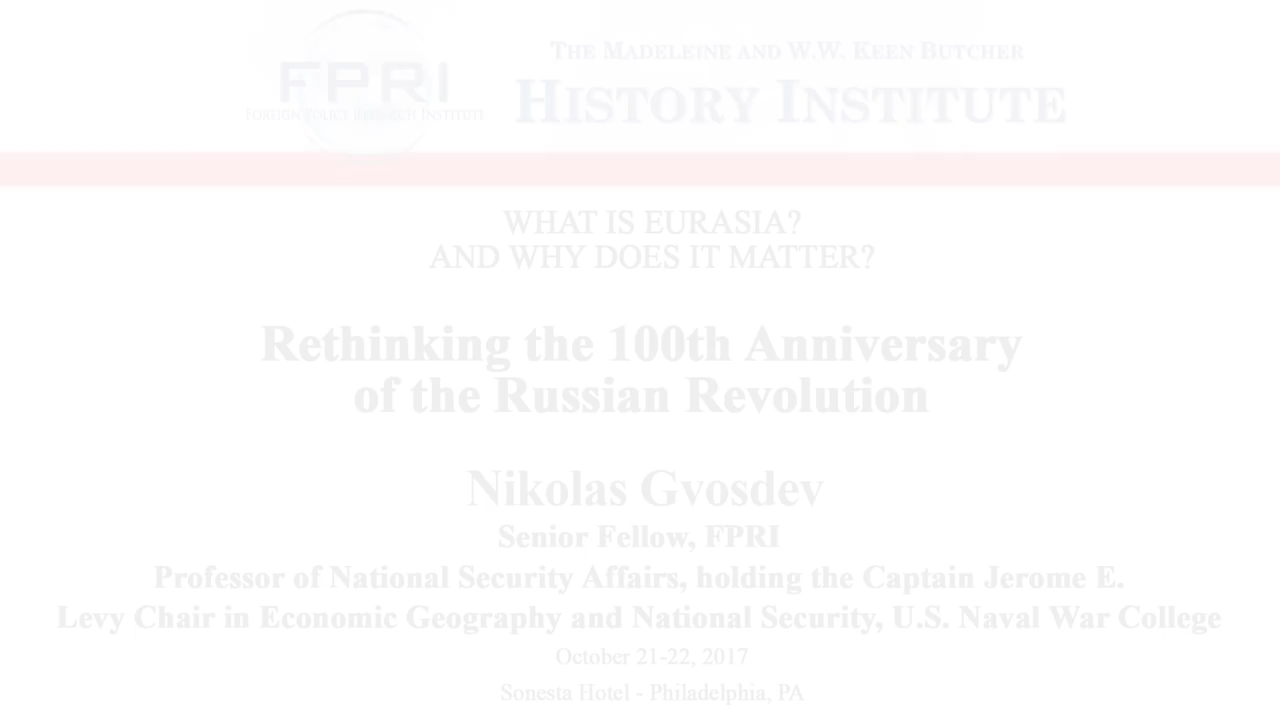 FPRI
FOREIGN POLICY RESEARCH INSTITUTE
THE MADELEINE AND W.W. KEEN BUTCHER
HISTORY INSTITUTE
WHAT IS EURASIA?
AND WHY DOES IT MATTER?
Rethinking the 100th Anniversary
of the Russian Revolution
Nikolas Gvosdev
Senior Fellow, FPRI
Professor of National Security Affairs, holding the Captain Jerome E.
Levy Chair in Economic Geography and National Security, U.S. Naval War College
October 21-22, 2017
Sonesta Hotel - Philadelphia, PA